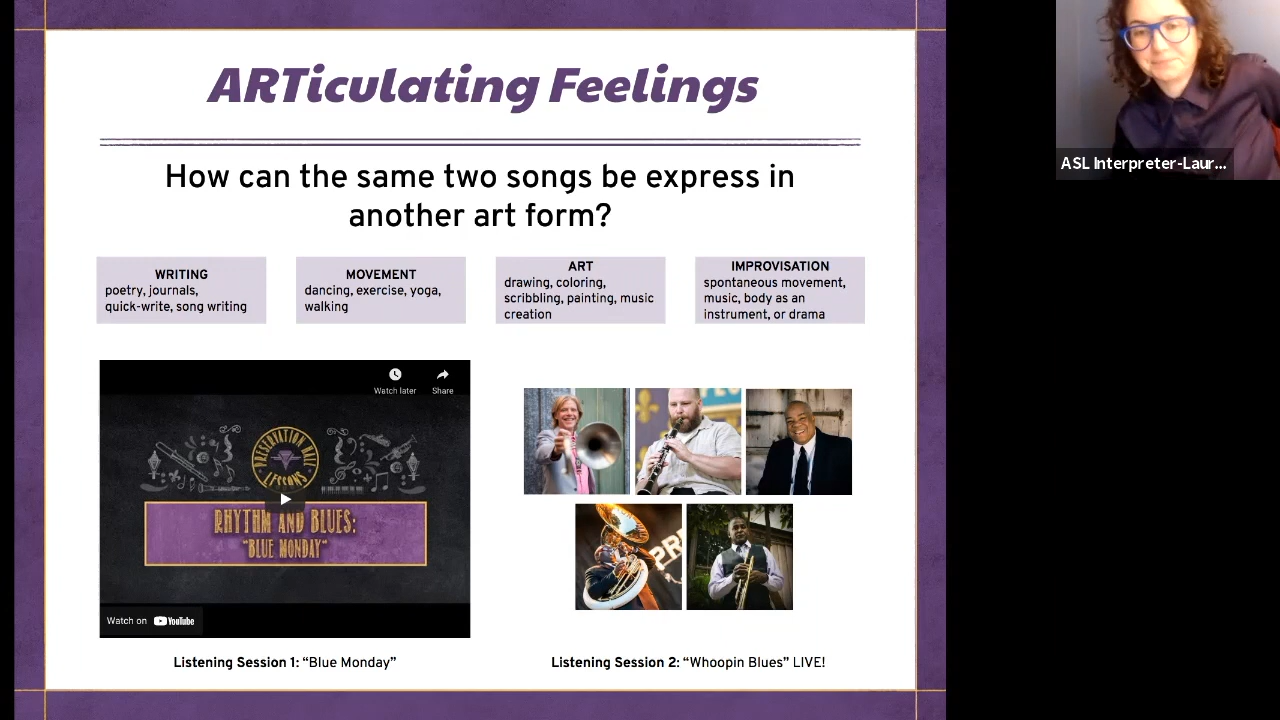 ARTiculating Feelings
How can the same two songs be express in
another art form?
WRITING
poetry, journals,
quick-write, song writing
MOVEMENT
dancing, exercise, yoga,
walking
ART
drawing, coloring,
scribbling, painting, music
creation
IMPROVISATION
spontaneous movement,
music, body as an
instrument, or drama
Watch later
Share
PRESERVATION HALL
LESSONS
RHYTHM AND BLUES:
"BLUE MONDAY"
Watch on YouTube
PRE
Listening Session 1: “Blue Monday”
Listening Session 2: “Whoopin Blues” LIVE!
ASL Interpreter-Laur...